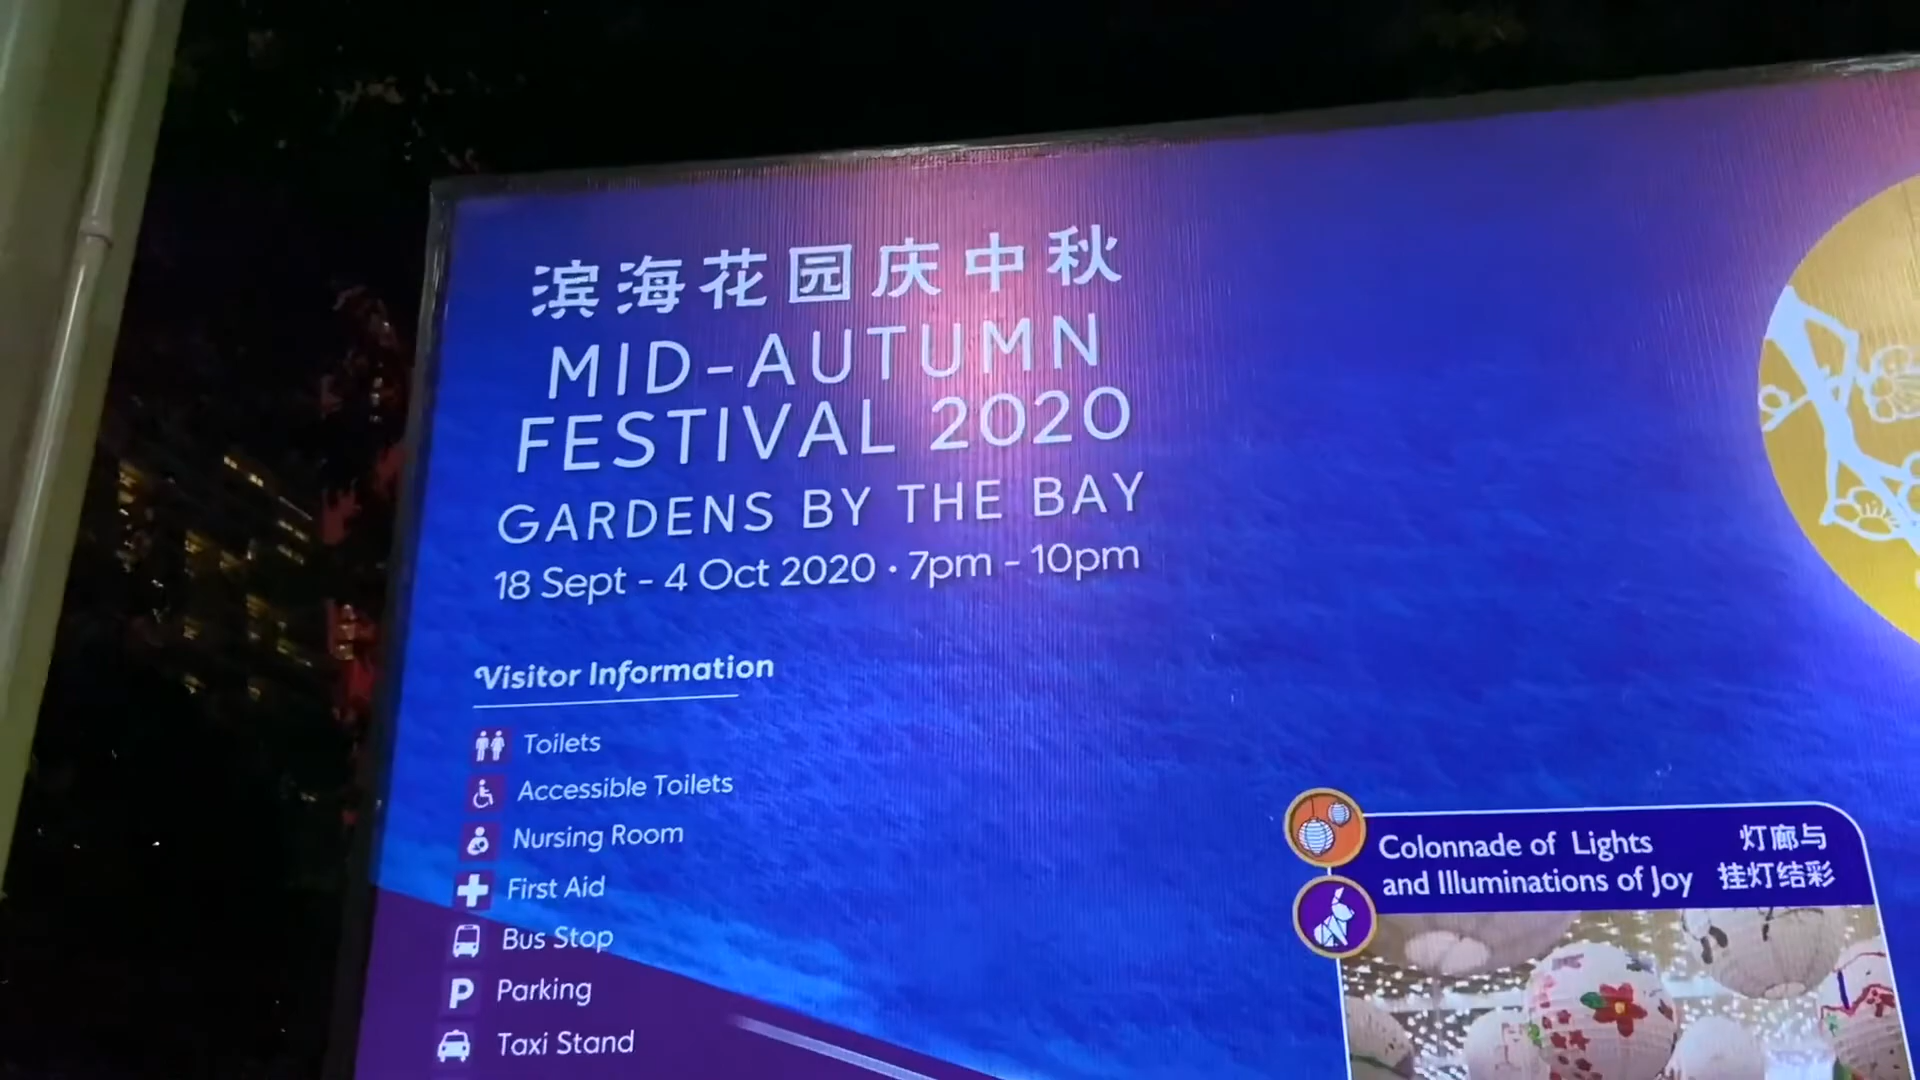 滨海花园庆中秋
MID-AUTUMN
FESTIVAL 2020
GARDENS BY THE BAY
18 Sept - 4 Oct 2020 • 7pm - 10pm
Visitor Information
Toilets
Accessible Toilets
Nursing Room
First Aid
Bus Stop
P Parking
Taxi Stand
Colonnade of Lights
and Illuminations of Joy
灯廊与
挂灯结彩